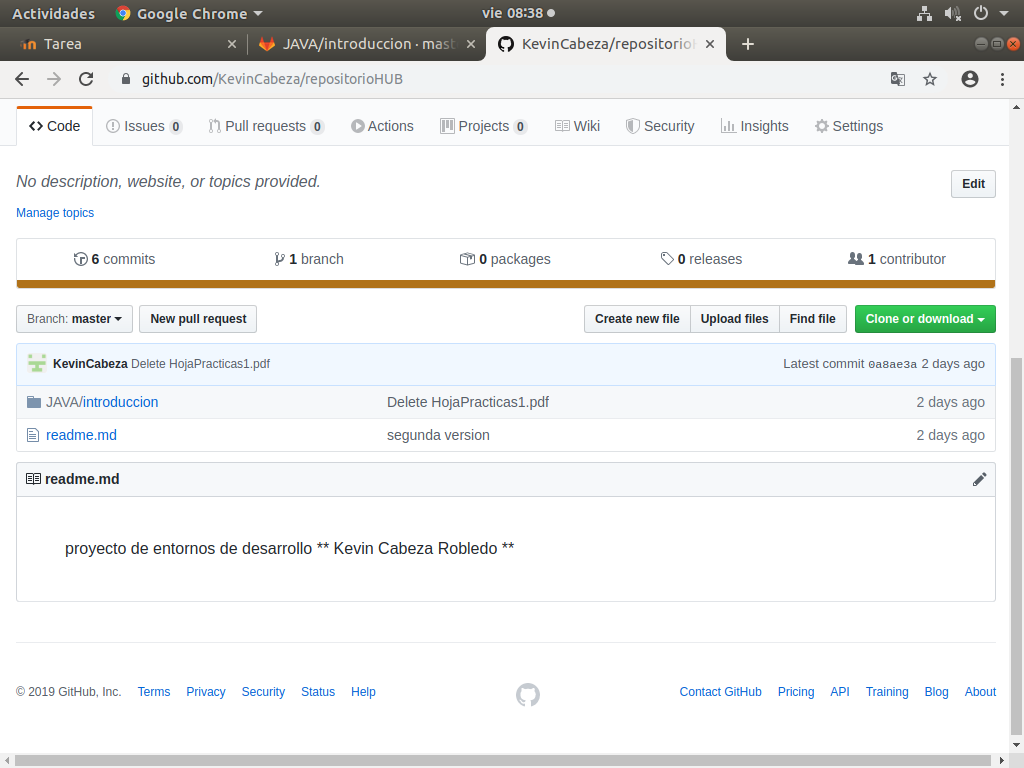 Actividades Google Chrome vie 08:38
Tarea JAVA/introduccion · mast KevinCabeza/repositorioH
github.com/KevinCabeza/repositorioHUB
Code Issues 0 Pull requests 0 Actions Projects 0 Wiki Security Insights Settings
No description, website, or topics provided. Edit
Manage topics
6 commits 1 branch 0 packages 0 releases 1 contributor
Branch: master New pull request Create new file Upload files Find file Clone or download
KevinCabeza Delete HojaPracticas1.pdf Latest commit 0a8ae3a 2 days ago
JAVA/introduccion Delete HojaPracticas1.pdf 2 days ago
readme.md segunda version 2 days ago
readme.md
proyecto de entornos de desarrollo ** Kevin Cabeza Robledo **
© 2019 GitHub, Inc. Terms Privacy Security Status Help Contact GitHub Pricing API Training Blog About